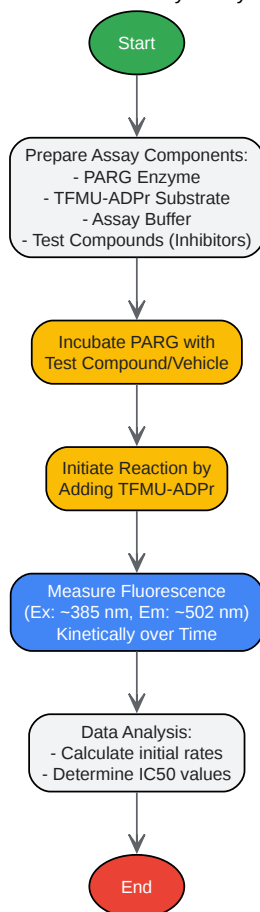 Start
Prepare Assay Components:
- PARG Enzyme
- TFMU-ADPr Substrate
- Assay Buffer
- Test Compounds (Inhibitors)
Incubate PARG with
Test Compound/Vehicle
Initiate Reaction by
Adding TFMU-ADPr
Measure Fluorescence
(Ex: ~385 nm, Em: ~502 nm)
Kinetically over Time
Data Analysis:
- Calculate initial rates
- Determine IC50 values
End